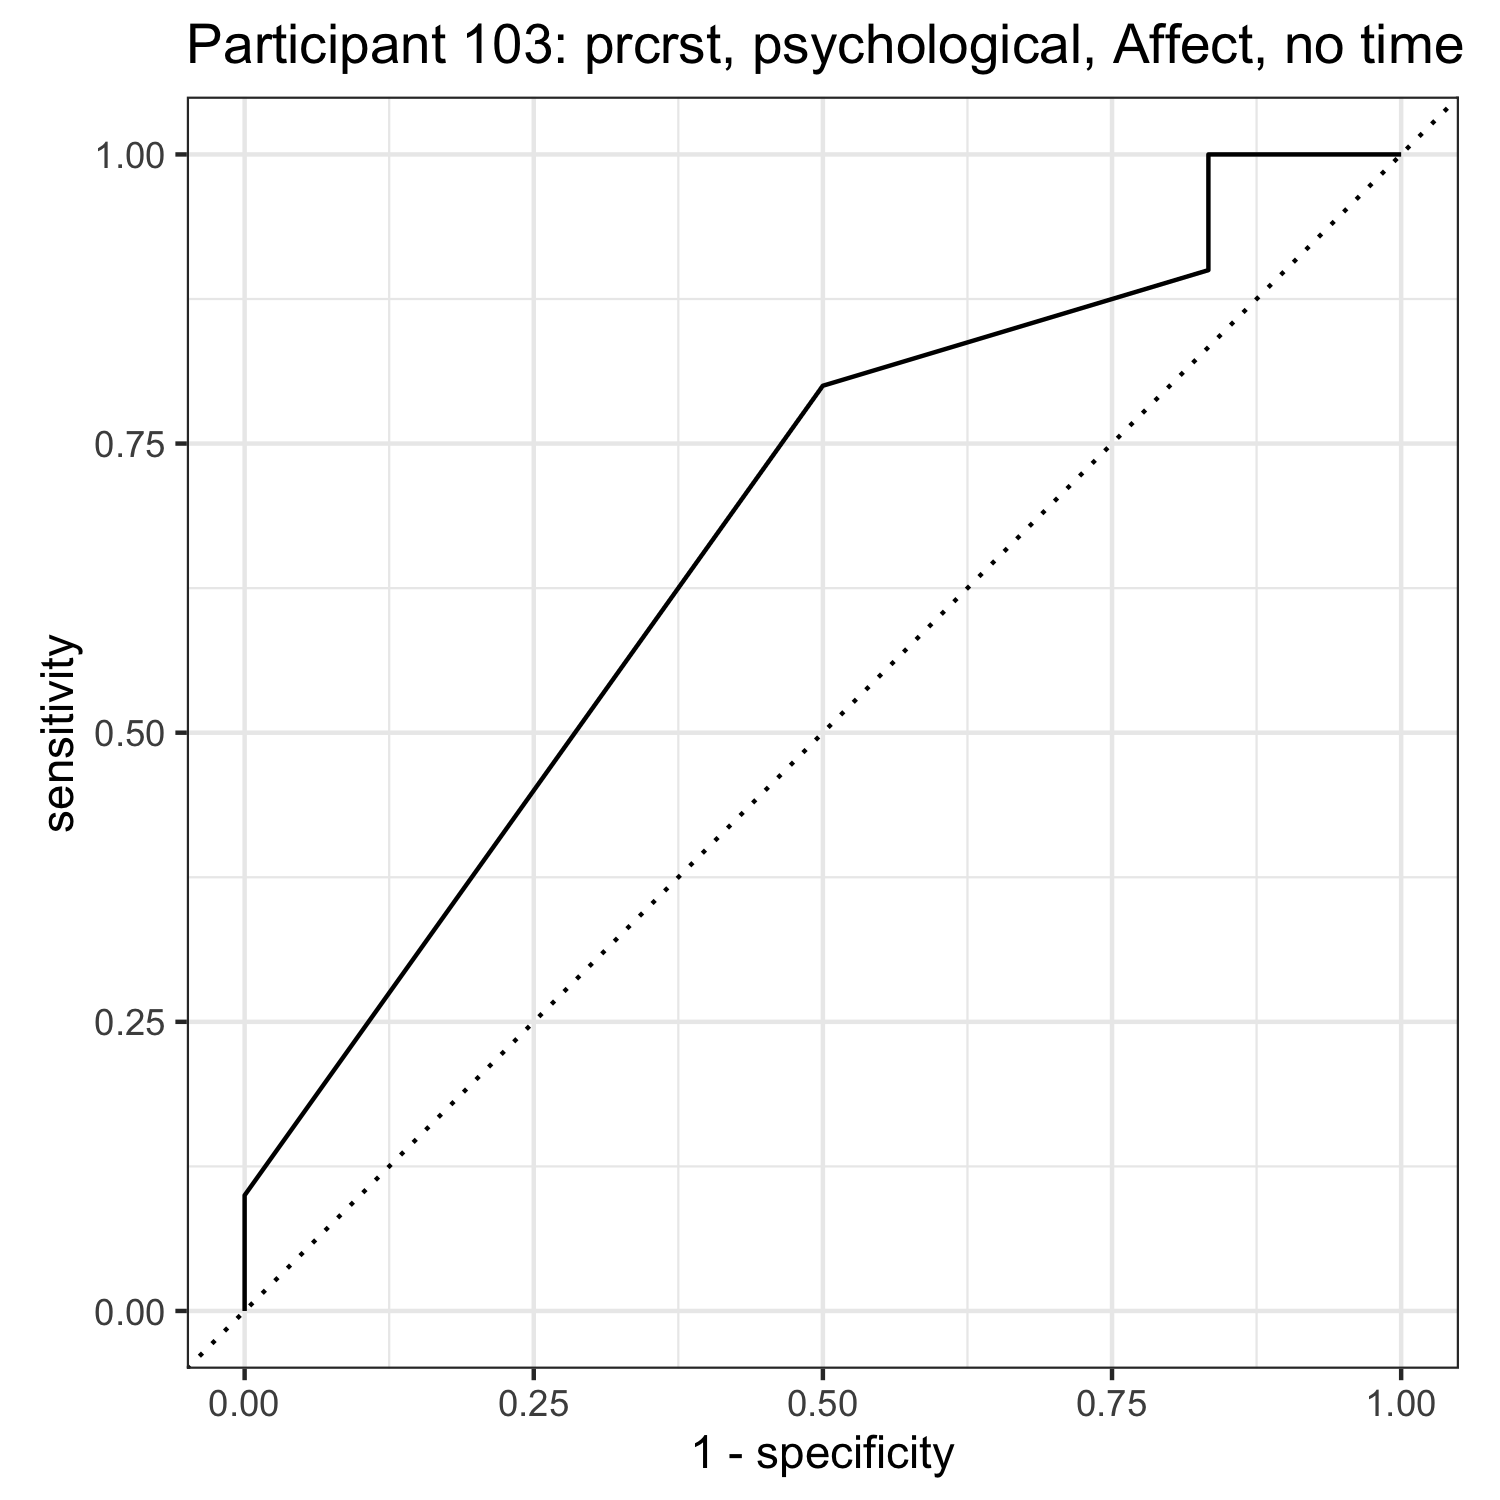 Participant 103: prcrst, psychological, Affect, no time
sensitivity
1.00
0.75
0.50
0.25
0.00
0.00 0.25 0.50 0.75 1.00
1 - specificity